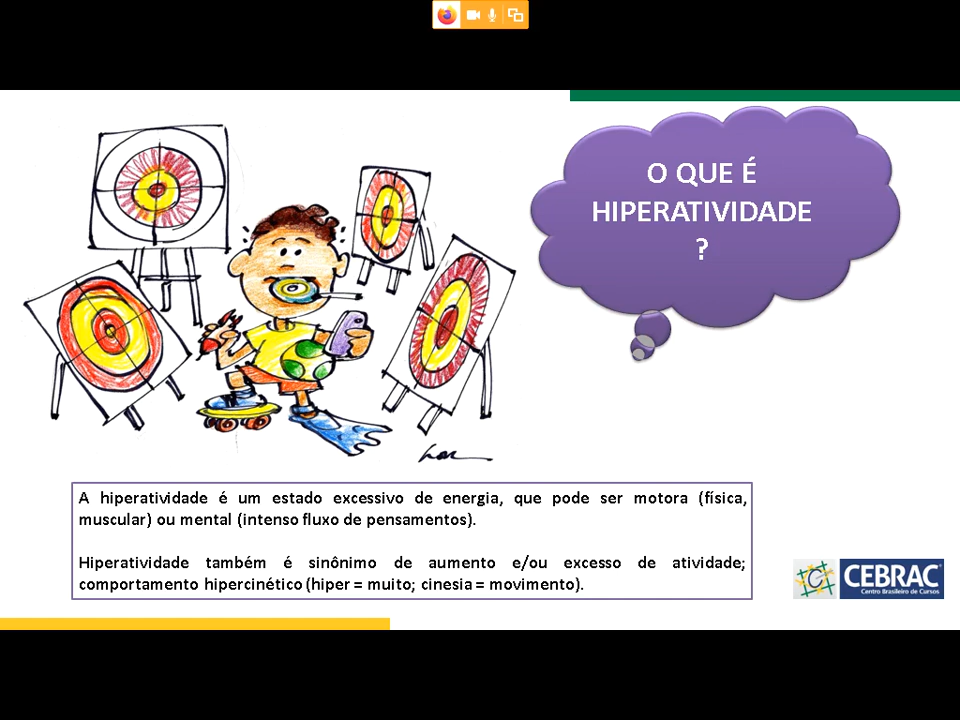 O QUE É
HIPERATIVIDADE
?
A hiperatividade é um estado excessivo de energia, que pode ser motora (física,
muscular) ou mental (intenso fluxo de pensamentos).
Hiperatividade também é sinônimo de aumento e/ou excesso de atividade;
comportamento hipercinético (hiper = muito; cinesia = movimento).
CEBRAC
Centro Brasileiro de Cursos